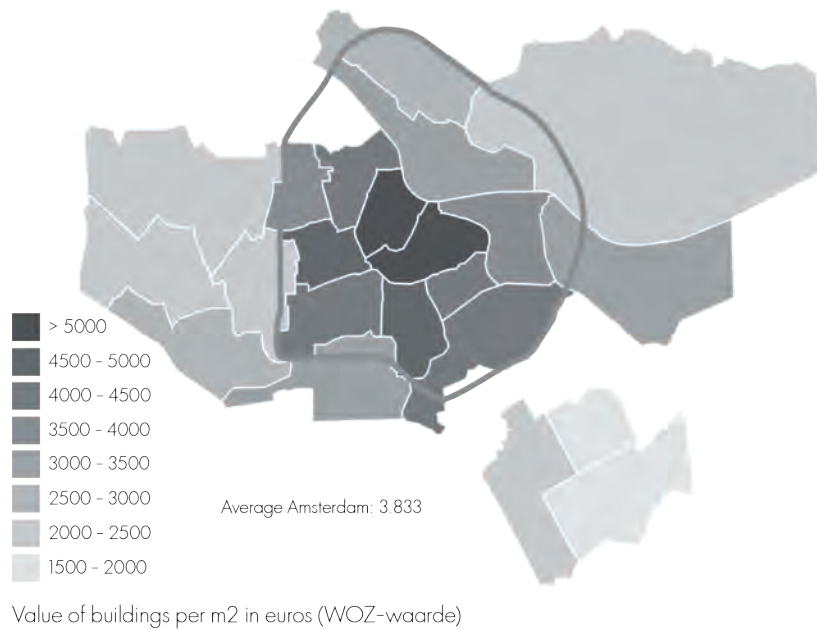 > 5000
4500 - 5000
4000 - 4500
3500 - 4000
3000 - 3500
2500 - 3000
2000 - 2500
1500 - 2000
Average Amsterdam: 3.833
Value of buildings per m2 in euros (WOZ-waarde)